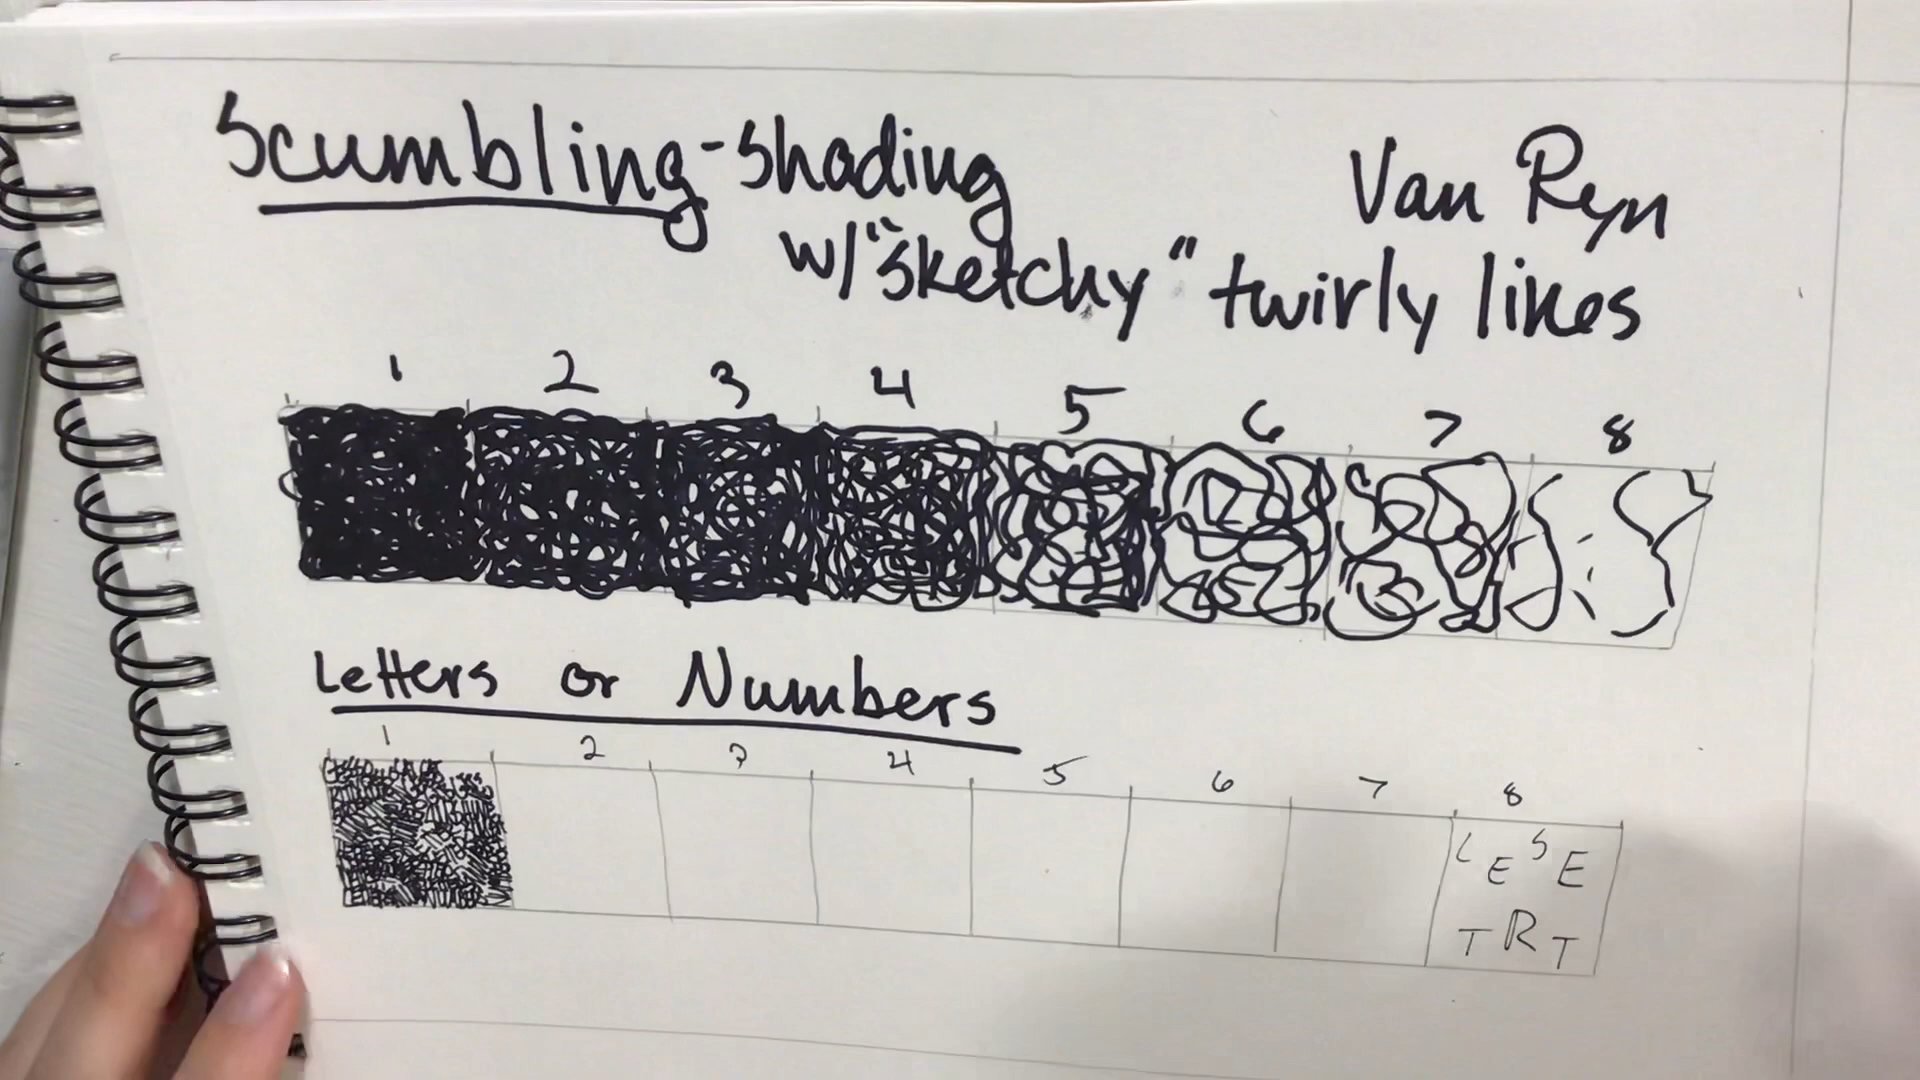 Scumbling-Shading
Van Ryn
w/"Sketchy" twirly lines
1 2 3 4 5 6 7 8
Letters or Numbers
1 2 3 4 5 6 7 8
L E S E
T R T